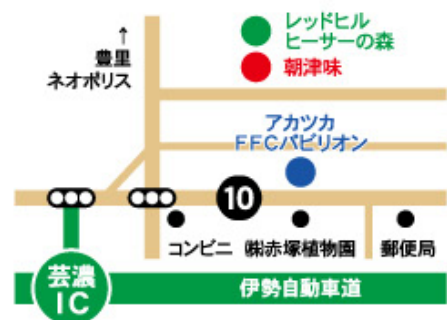 レッドヒル
ヒーサーの森
朝津味
↑
豊里
ネオポリス
アカツカ
FFCパビリオン
10
コンビニ
㈱赤塚植物園
郵便局
芸濃
IC
伊勢自動車道